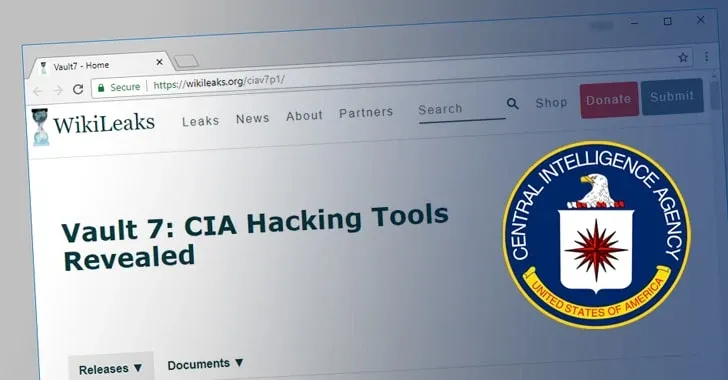 Vault7 - Home
Secure | https://wikileaks.org/ciav7p1/
WikiLeaks Leaks News About Partners Search Shop Donate Submit
Vault 7: CIA Hacking Tools
Revealed
CENTRAL INTELLIGENCE AGENCY
UNITED STATES OF AMERICA
Releases ▼ Documents ▼